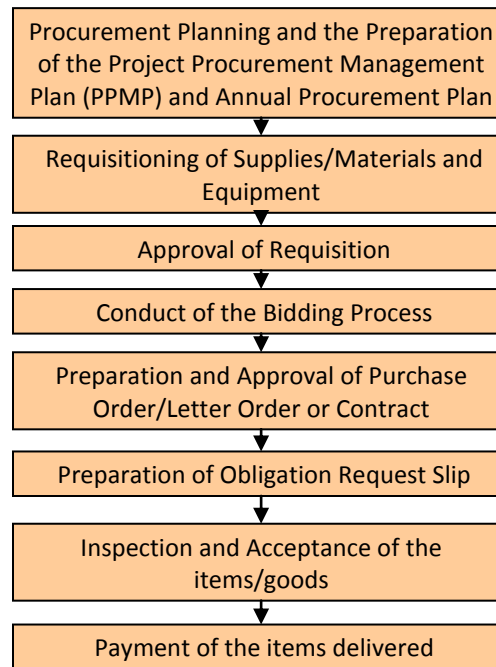 Procurement Planning and the Preparation
of the Project Procurement Management
Plan (PPMP) and Annual Procurement Plan
Requisitioning of Supplies/Materials and
Equipment
Approval of Requisition
Conduct of the Bidding Process
Preparation and Approval of Purchase
Order/Letter Order or Contract
Preparation of Obligation Request Slip
Inspection and Acceptance of the
items/goods
Payment of the items delivered